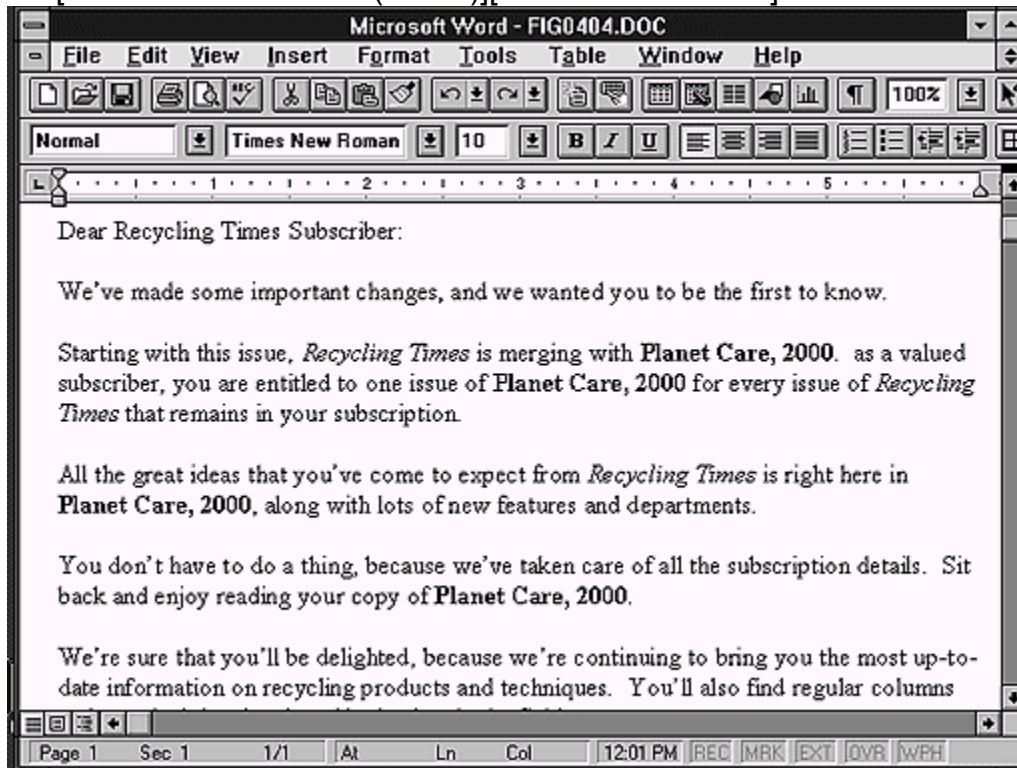 Microsoft Word - FIG0404.DOC
File Edit View Insert Format Tools Table Window Help
ABC ¶ 100%
Normal Times New Roman 10 B I U
1 2 3 4 5
Dear Recycling Times Subscriber:
We've made some important changes, and we wanted you to be the first to know.
Starting with this issue, Recycling Times is merging with Planet Care, 2000.  as a valued
subscriber, you are entitled to one issue of Planet Care, 2000 for every issue of Recycling
Times that remains in your subscription.
All the great ideas that you've come to expect from Recycling Times is right here in
Planet Care, 2000, along with lots of new features and departments.
You don't have to do a thing, because we've taken care of all the subscription details.  Sit
back and enjoy reading your copy of Planet Care, 2000.
We're sure that you'll be delighted, because we're continuing to bring you the most up-to-
date information on recycling products and techniques.  You'll also find regular columns
Page 1 Sec 1 1/1 At Ln Col 12:01 PM REC MRK EXT OVR WPH